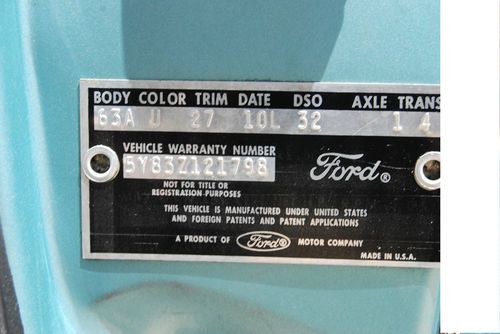 BODY COLOR TRIM DATE DSO AXLE TRANS
63A U 27 10L 32 1 4
VEHICLE WARRANTY NUMBER
5Y83Z121798
Ford®
NOT FOR TITLE OR
REGISTRATION PURPOSES
THIS VEHICLE IS MANUFACTURED UNDER UNITED STATES
AND FOREIGN PATENTS AND PATENT APPLICATIONS
A PRODUCT OF Ford® MOTOR COMPANY
MADE IN U.S.A.